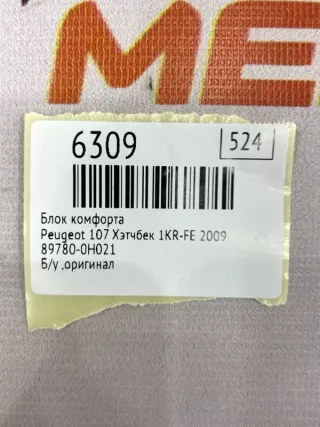 ME
6309
524
Блок комфорта
Peugeot 107 Хэтчбек 1KR-FE 2009
89780-0H021
Б/у ,оригинал